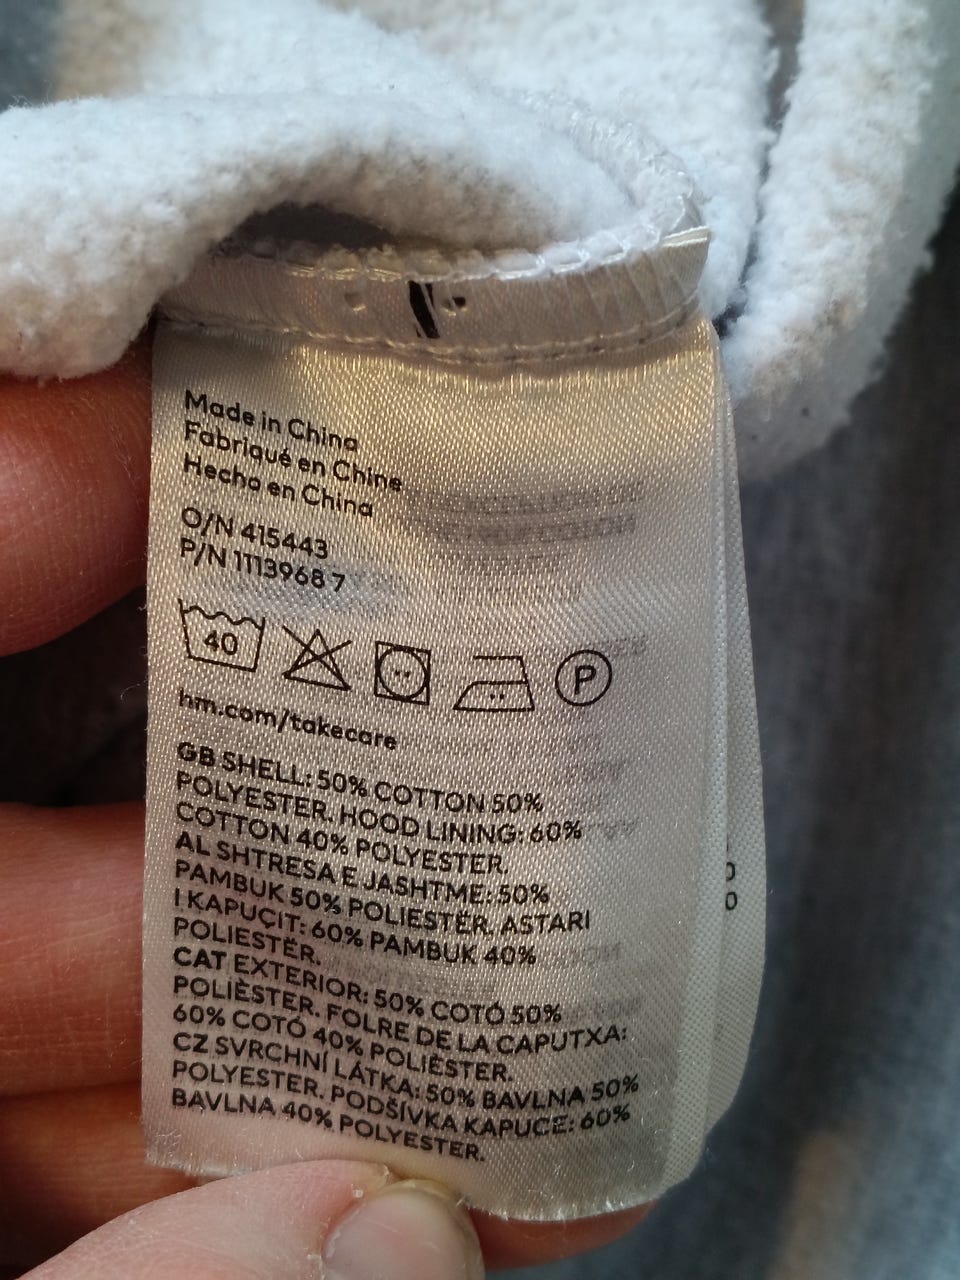 Made in China
Fabriqué en Chine
Hecho en China
O/N 415443
P/N 1113968 7
40
P
hm.com/takecare
GB SHELL: 50% COTTON 50%
POLYESTER. HOOD LINING: 60%
COTTON 40% POLYESTER.
AL SHTRESA E JASHTME: 50%
PAMBUK 50% POLIESTËR. ASTARI
I KAPUÇIT: 60% PAMBUK 40%
POLIESTËR.
CAT EXTERIOR: 50% COTÓ 50%
POLIÈSTER. FOLRE DE LA CAPUTXA:
60% COTÓ 40% POLIÈSTER.
CZ SVRCHNÍ LÁTKA: 50% BAVLNA 50%
POLYESTER. PODŠÍVKA KAPUCE: 60%
BAVLNA 40% POLYESTER.